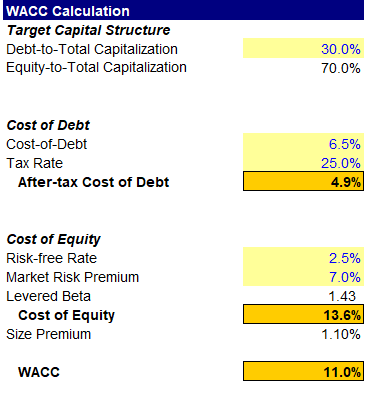 WACC Calculation
Target Capital Structure
Debt-to-Total Capitalization 30.0%
Equity-to-Total Capitalization 70.0%
Cost of Debt
Cost-of-Debt 6.5%
Tax Rate 25.0%
After-tax Cost of Debt 4.9%
Cost of Equity
Risk-free Rate 2.5%
Market Risk Premium 7.0%
Levered Beta 1.43
Cost of Equity 13.6%
Size Premium 1.10%
WACC 11.0%